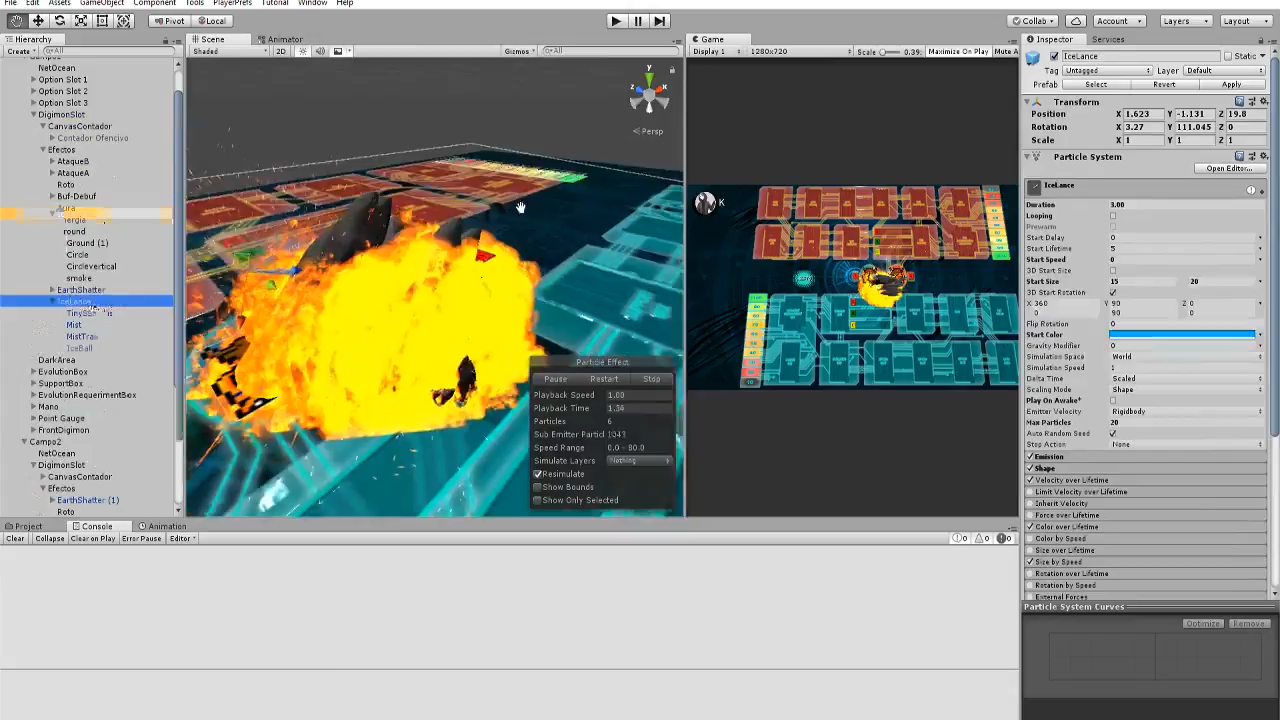 File Edit Assets GameObject Component Tools PlayerPrefs Tutorial Window Help
Pivot Local Collab Account Layers Layout
Hierarchy
Create All
NetOcean
Option Slot 1
Option Slot 2
Option Slot 3
DigimonSlot
CanvasContador
Contador Ofencivo
Efectos
AtaqueB
AtaqueA
Roto
Buf-Debuf
round
Ground (1)
Circle
Circlevertical
smoke
EarthShatter
IceLance
Mist
MistTra
IceBall
DarkArea
EvolutionBox
SupportBox
EvolutionRequerimentBox
Mano
Point Gauge
FrontDigimon
Campo2
NetOcean
DigimonSlot
CanvasContador
Efectos
EarthShatter (1)
Roto
Scene Animator
Shaded 2D Gizmos All
y
z x
Persp
Particle Effect
Pause Restart Stop
Playback Speed 1.00
Playback Time 1.34
Particles 6
Sub Emitter Particl 1043
Speed Range 0.0 - 80.0
Simulate Layers Nothing
Resimulate
Show Bounds
Show Only Selected
Game
Display 1 1280x720 Scale 0.39: Maximize On Play Mute A
K
Inspector Services
IceLance Static
Tag Untagged Layer Default
Prefab Select Revert Apply
Transform
Position X 1.623 Y -1.131 Z 19.8
Rotation X 3.27 Y 111.045 Z 0
Scale X 1 Y 1 Z 1
Particle System
Open Editor...
IceLance
Duration 3.00
Looping
Prewarm
Start Delay 0
Start Lifetime 5
Start Speed 0
3D Start Size
Start Size 15 20
3D Start Rotation
X 360 Y 90 Z 0
0 90 0
Flip Rotation 0
Start Color
Gravity Modifier 0
Simulation Space World
Simulation Speed 1
Delta Time Scaled
Scaling Mode Shape
Play On Awake*
Emitter Velocity Rigidbody
Max Particles 20
Auto Random Seed
Stop Action None
Emission
Shape
Velocity over Lifetime
Limit Velocity over Lifetime
Inherit Velocity
Force over Lifetime
Color over Lifetime
Color by Speed
Size over Lifetime
Size by Speed
Rotation over Lifetime
Rotation by Speed
External Forces
Particle System Curves
Optimize Remove
Project Console Animation
Clear Collapse Clear on Play Error Pause Editor 0 0 0